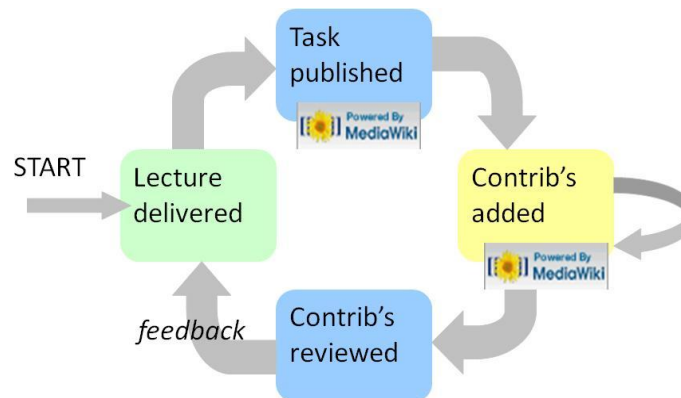 Task
published
Powered By
MediaWiki
START
Lecture
delivered
Contrib's
added
Powered By
MediaWiki
feedback
Contrib's
reviewed